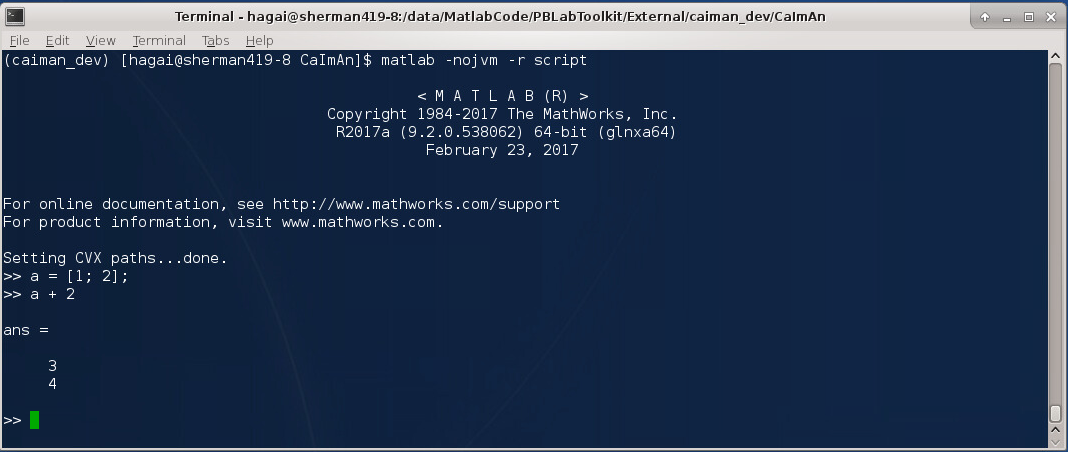 Terminal - hagai@sherman419-8:/data/MatlabCode/PBLabToolkit/External/caiman_dev/CaImAn
File Edit View Terminal Tabs Help
(caiman_dev) [hagai@sherman419-8 CaImAn]$ matlab -nojvm -r script
< M A T L A B (R) >
Copyright 1984-2017 The MathWorks, Inc.
R2017a (9.2.0.538062) 64-bit (glnxa64)
February 23, 2017
For online documentation, see http://www.mathworks.com/support
For product information, visit www.mathworks.com.
Setting CVX paths...done.
>> a = [1; 2];
>> a + 2
ans =
3
4
>>